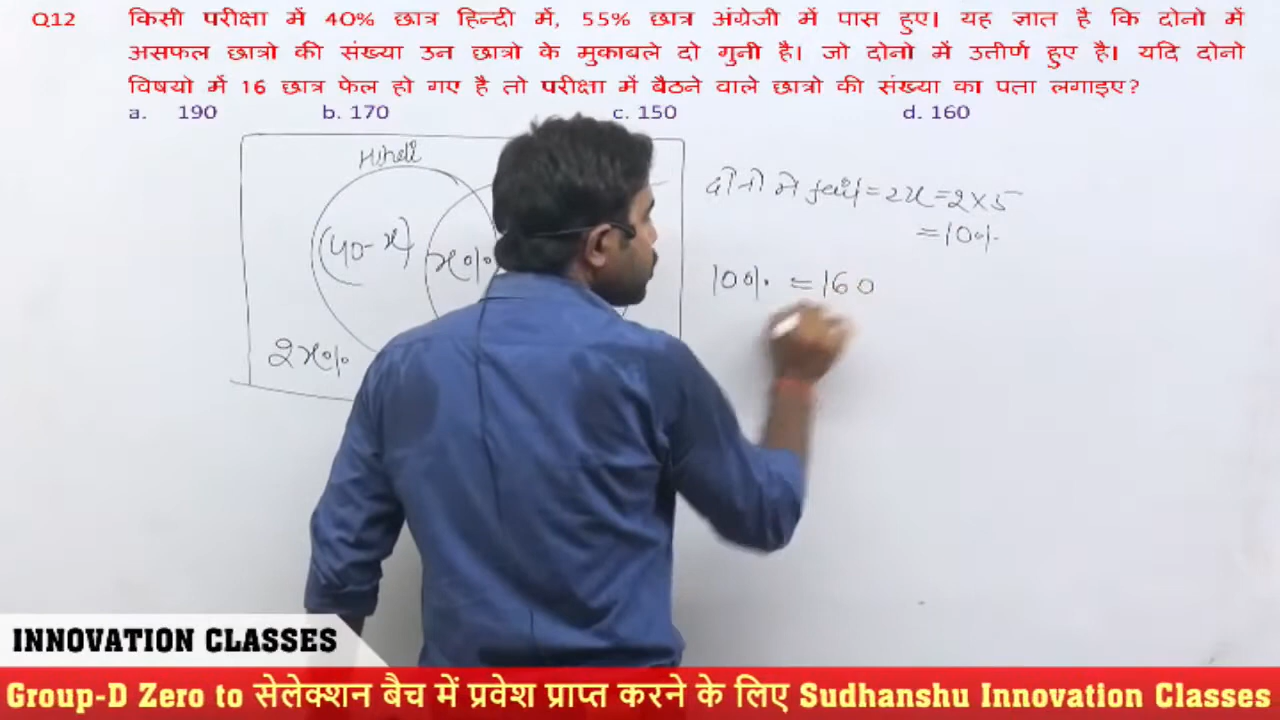 Q12 किसी परीक्षा में 40% छात्र हिन्दी में, 55% छात्र अंग्रेजी में पास हुए। यह ज्ञात है कि दोनो में
असफल छात्रो की संख्या उन छात्रो के मुकाबले दो गुनी है। जो दोनो में उतीर्ण हुए है। यदि दोनो
विषयो में 16 छात्र फेल हो गए है तो परीक्षा में बैठने वाले छात्रो की संख्या का पता लगाइए?
a. 190 b. 170 c. 150 d. 160
Hindi
(40-x)
x%
2x%
दोनो मे fail = 2x = 2×5
=10%
10% = 160
INNOVATION CLASSES
Group-D Zero to सेलेक्शन बैच में प्रवेश प्राप्त करने के लिए Sudhanshu Innovation Classes